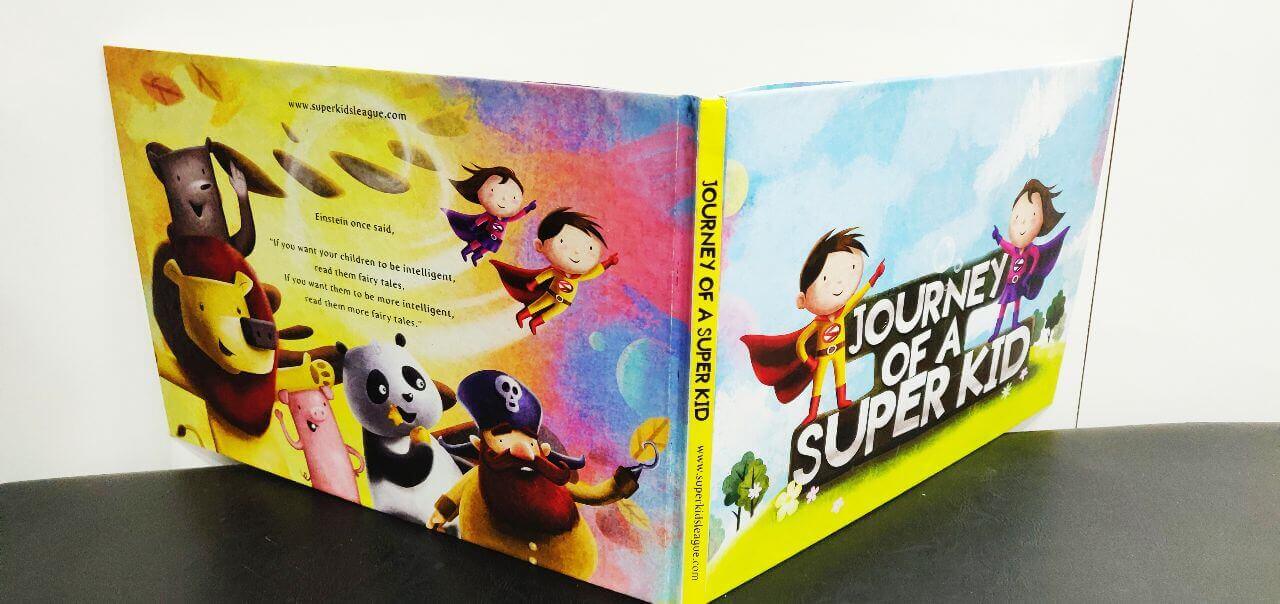 www.superkidsleague.com
Einstein once said,
"If you want your children to be intelligent,
read them fairy tales.
If you want them to be more intelligent,
read them more fairy tales."
JOURNEY OF A SUPER KID
www.superkidsleague.com
JOURNEY
OF A
SUPER KID